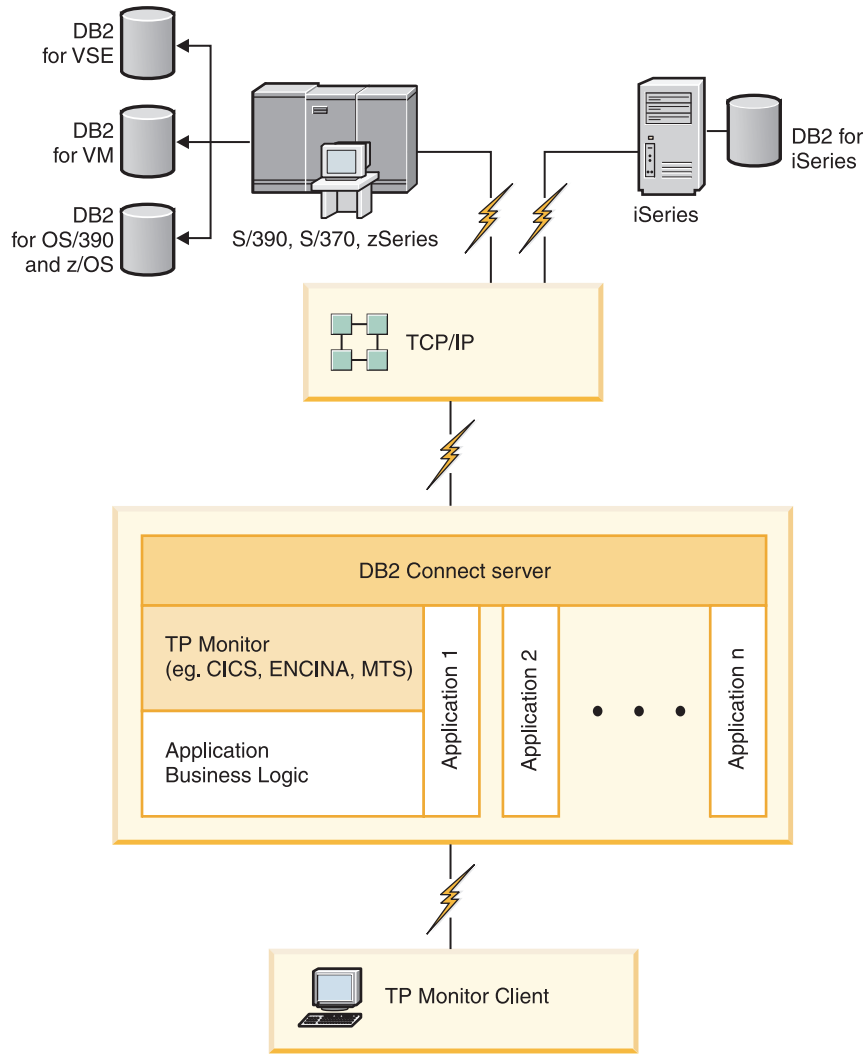 DB2
for VSE
DB2
for VM
DB2
for OS/390
and z/OS
S/390, S/370, zSeries
iSeries
DB2 for
iSeries
TCP/IP
DB2 Connect server
TP Monitor
(eg. CICS, ENCINA, MTS)
Application
Business Logic
Application 1
Application 2
Application n
TP Monitor Client